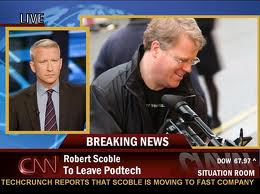 LIVE
BREAKING NEWS
CNN
Robert Scoble
To Leave Podtech
DOW 67.97 ^
SITUATION ROOM
TECHCRUNCH REPORTS THAT SCOBLE IS MOVING TO FAST COMPANY